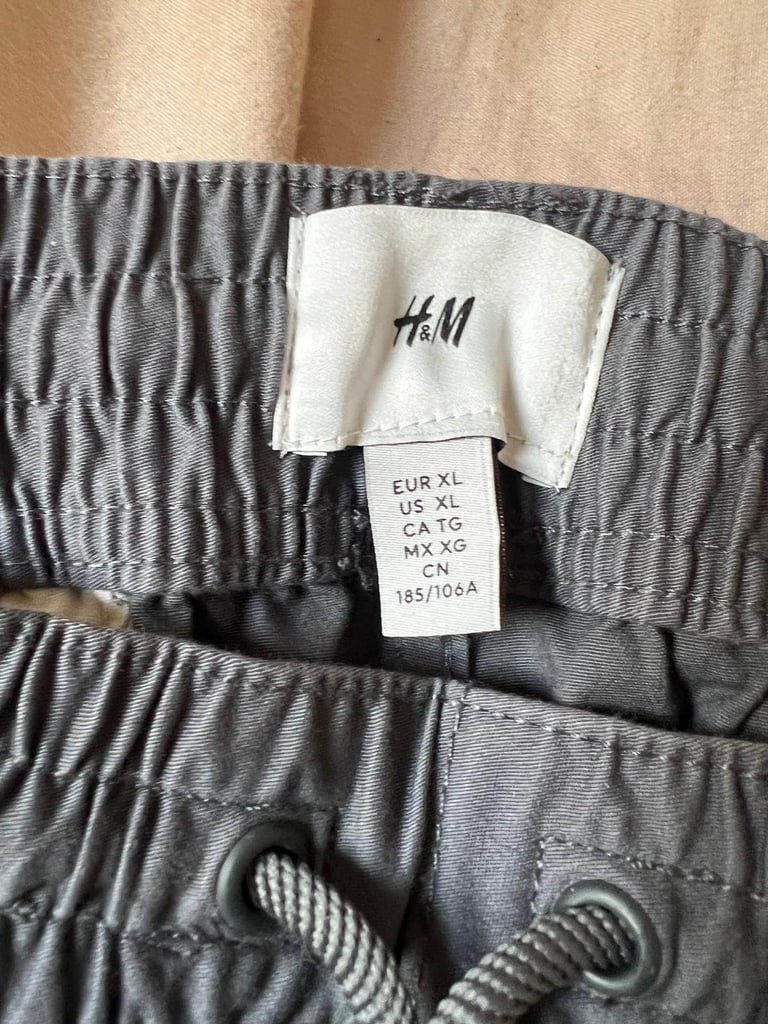 H&M
EUR XL
US XL
CA TG
MX XG
CN
185/106A